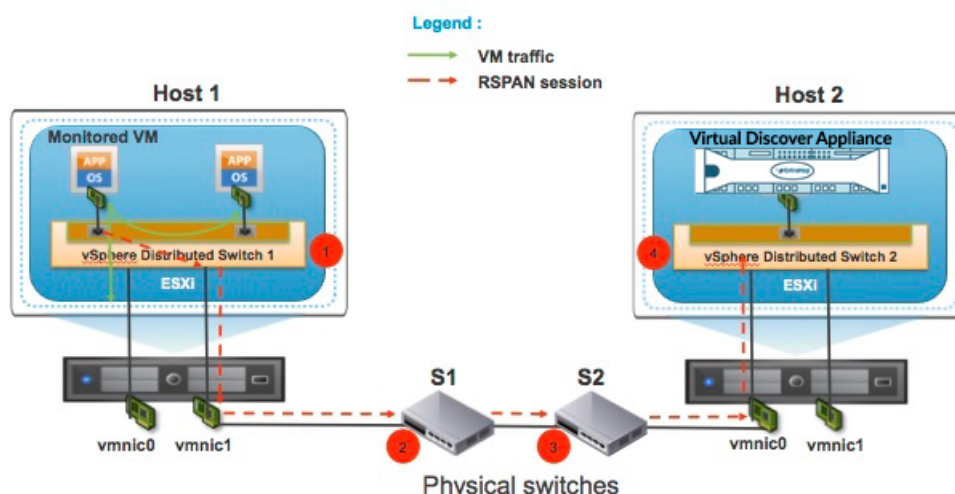 Legend :
VM traffic
RSPAN session
Host 1
Host 2
Monitored VM
APP
OS
APP
OS
Virtual Discover Appliance
vSphere Distributed Switch 1
1
ESXi
4
vSphere Distributed Switch 2
ESXi
S1
S2
vmnic0
vmnic1
2
3
vmnic0
vmnic1
Physical switches